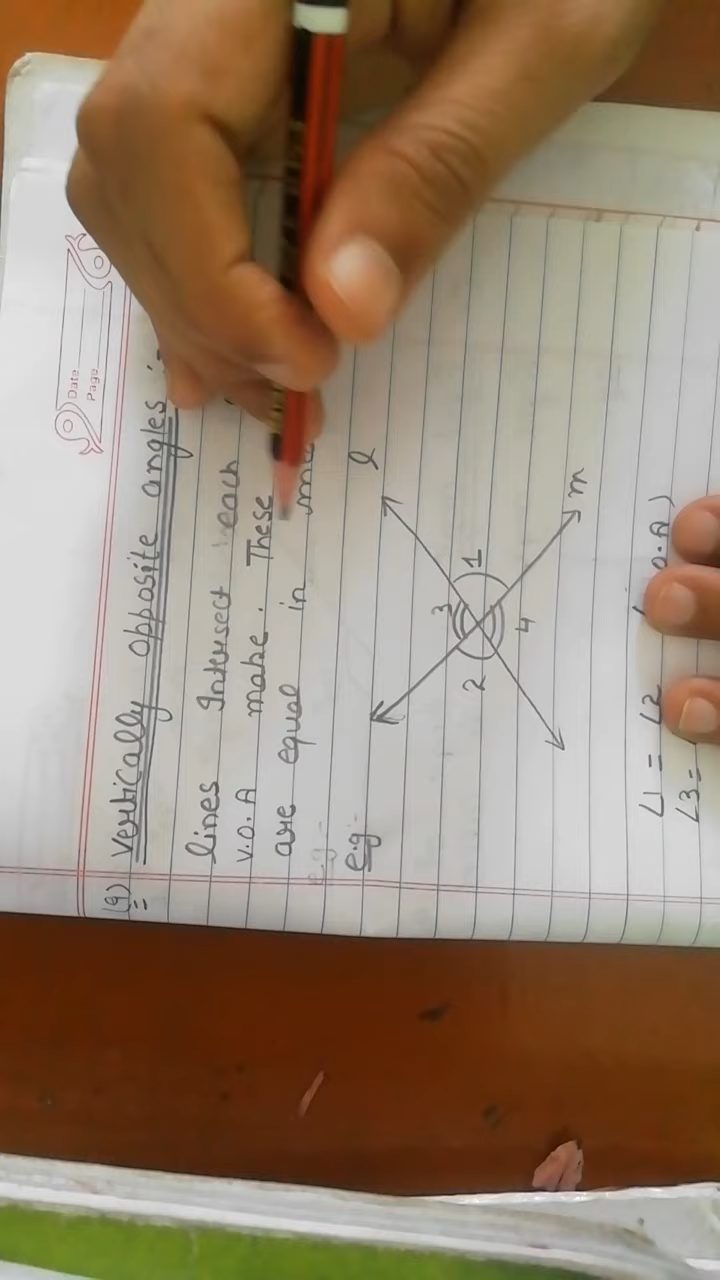 Date
Page
(9) Vertically opposite angles :-
lines Intersect each
V.O.A make. These
are equal in
e.g:-
e.g l
3
2 1
4
m
∠1 = ∠2 O.A)
∠3 =